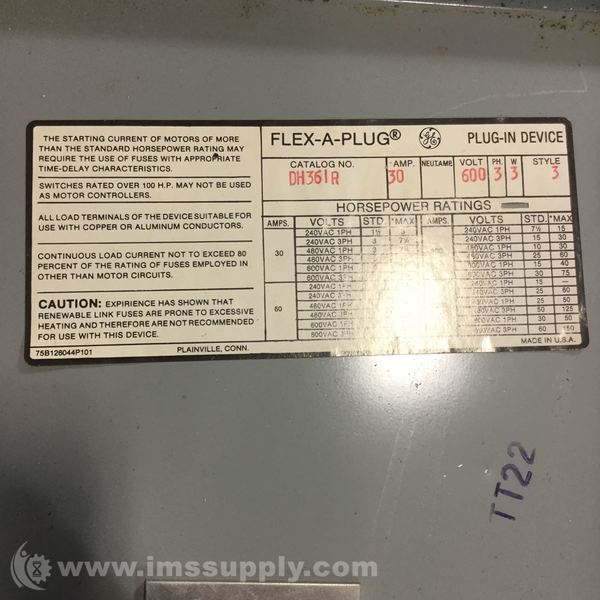 THE STARTING CURRENT OF MOTORS OF MORE
THAN THE STANDARD HORSEPOWER RATING MAY
REQUIRE THE USE OF FUSES WITH APPROPRIATE
TIME-DELAY CHARACTERISTICS.
SWITCHES RATED OVER 100 H.P. MAY NOT BE USED
AS MOTOR CONTROLLERS.
ALL LOAD TERMINALS OF THE DEVICE SUITABLE FOR
USE WITH COPPER OR ALUMINUM CONDUCTORS.
CONTINUOUS LOAD CURRENT NOT TO EXCEED 80
PERCENT OF THE RATING OF FUSES EMPLOYED IN
OTHER THAN MOTOR CIRCUITS.
CAUTION: EXPIRIENCE HAS SHOWN THAT
RENEWABLE LINK FUSES ARE PRONE TO EXCESSIVE
HEATING AND THEREFORE ARE NOT RECOMMENDED
FOR USE WITH THIS DEVICE.
75B126044P101 PLAINVILLE, CONN.
FLEX-A-PLUG® GE PLUG-IN DEVICE
CATALOG NO. AMP. NEUT.AMP. VOLT PH. W STYLE
DH361R 30 600 3 3 3
HORSEPOWER RATINGS
AMPS. VOLTS STD. *MAX AMPS. VOLTS STD. *MAX
240VAC 1PH 1½ 240VAC 1PH 7½ 15
240VAC 3PH 3 7½ 240VAC 3PH 15 30
480VAC 1PH 480VAC 1PH 10 30
30 480VAC 3PH 480VAC 3PH 25 60
600VAC 1PH 600VAC 1PH 15 40
600VAC 3PH 600VAC 3PH 30 75
240VAC 1PH 240VAC 1PH 15 —
240VAC 3PH 25 60
60 480VAC 1PH 25 50
50 125
600VAC 1PH 30 50
60 150
MADE IN U.S.A.
TT22
www.imssupply.com